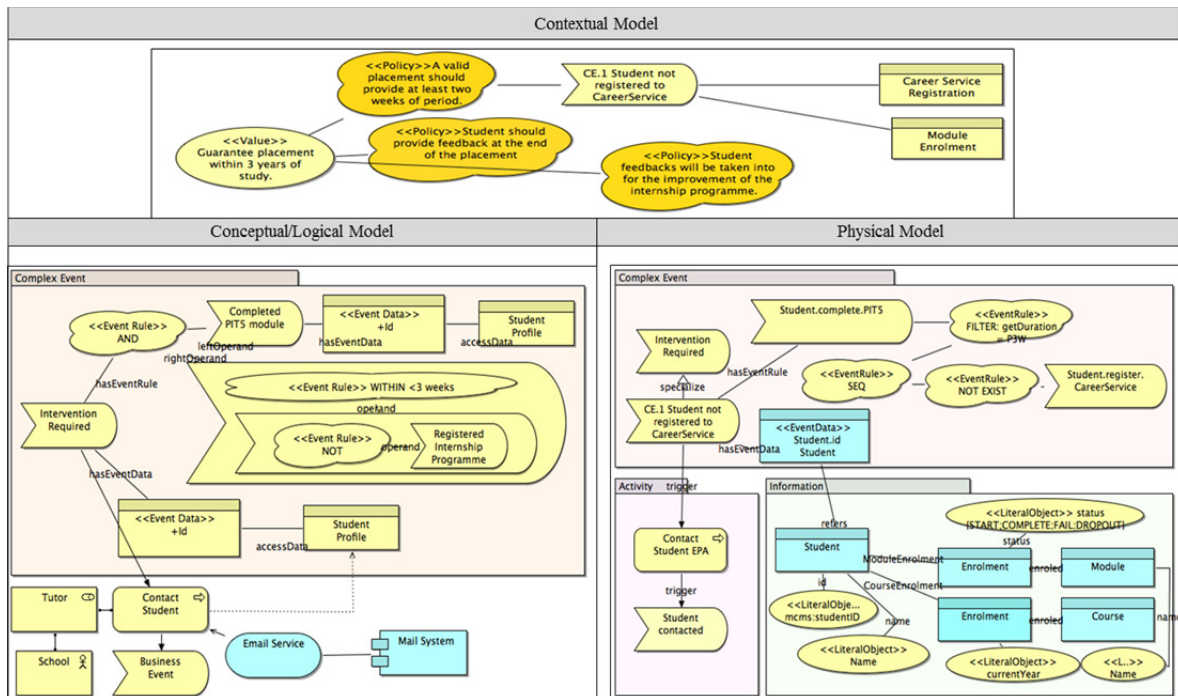 Contextual Model
<<Policy>>A valid
placement should
provide at least two
weeks of period.
CE.1 Student not
registered to
CareerService
Career Service
Registration
Module
Enrolment
<<Value>>
Guarantee placement
within 3 years of
study.
<<Policy>>Student should
provide feedback at the end
of the placement
<<Policy>>Student
feedbacks will be taken into
for the improvement of the
internship programme.
Conceptual/Logical Model
Complex Event
<<Event Rule>>
AND
Completed
PIT5 module
<<Event Data>>
+Id
Student
Profile
leftOperand
rightOperand
hasEventData
accessData
hasEventRule
<<Event Rule>> WITHIN <3 weeks
operand
<<Event Rule>>
NOT
operand
Registered
Internship
Programme
Intervention
Required
hasEventData
<<Event Data>>
+Id
accessData
Student
Profile
Tutor
Contact
Student
School
Business
Event
Email Service
Mail System
Physical Model
Complex Event
Student.complete.PIT5
<<EventRule>>
FILTER: getDuration
= P3W
Intervention
Required
hasEventRule
specialize
<<EventRule>>
SEQ
<<EventRule>>
NOT EXIST
Student.register.
CareerService
CE.1 Student not
registered to
CareerService
hasEventData
<<EventData>>
Student.id
Student
Activity
trigger
Contact
Student EPA
trigger
Student
contacted
Information
refers
Student
<<LiteralObject>> status
{START;COMPLETE;FAIL;DROPOUT}
status
ModuleEnrolment
Enrolment
enroled
Module
CourseEnrolment
Enrolment
enroled
Course
id
<<LiteralObje...
mcms:studentID
name
<<LiteralObject>>
Name
<<LiteralObject>>
currentYear
name
<<L..>>
Name